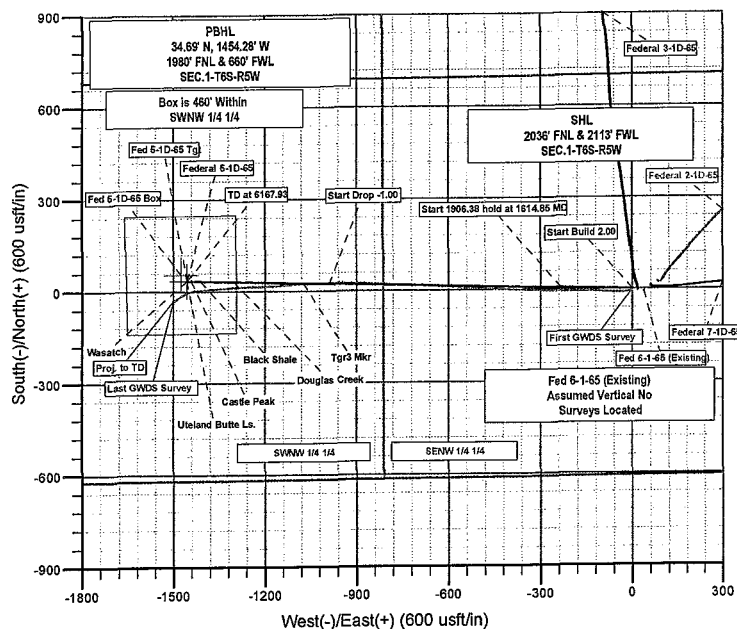 900
600
300
0
-300
-600
-900
South(-)/North(+) (600 usft/in)
PBHL
34.69' N, 1454.28' W
1980' FNL & 660' FWL
SEC.1-T6S-R5W
Box is 460' Within
SWNW 1/4 1/4
Fed 6-1D-65 Tgt
Federal 6-1D-65
Fed 6-1D-65 Box
TD at 6167.93
Start Drop -1.00
Federal 3-1D-65
SHL
2036' FNL & 2113' FWL
SEC.1-T6S-R5W
Federal 2-1D-65
Start 1906.38 hold at 1614.85 MD
Start Build 2.00
First GWDS Survey
Federal 7-1D-65
Fed 6-1-65 (Existing)
Wasatch
Proj. to TD
Last GWDS Survey
Black Shale
Tgr3 Mkr
Douglas Creek
Castle Peak
Uteland Butte Ls.
Fed 6-1-65 (Existing)
Assumed Vertical No
Surveys Located
SWNW 1/4 1/4
SENW 1/4 1/4
-1800
-1500
-1200
-900
-600
-300
0
300
West(-)/East(+) (600 usft/in)